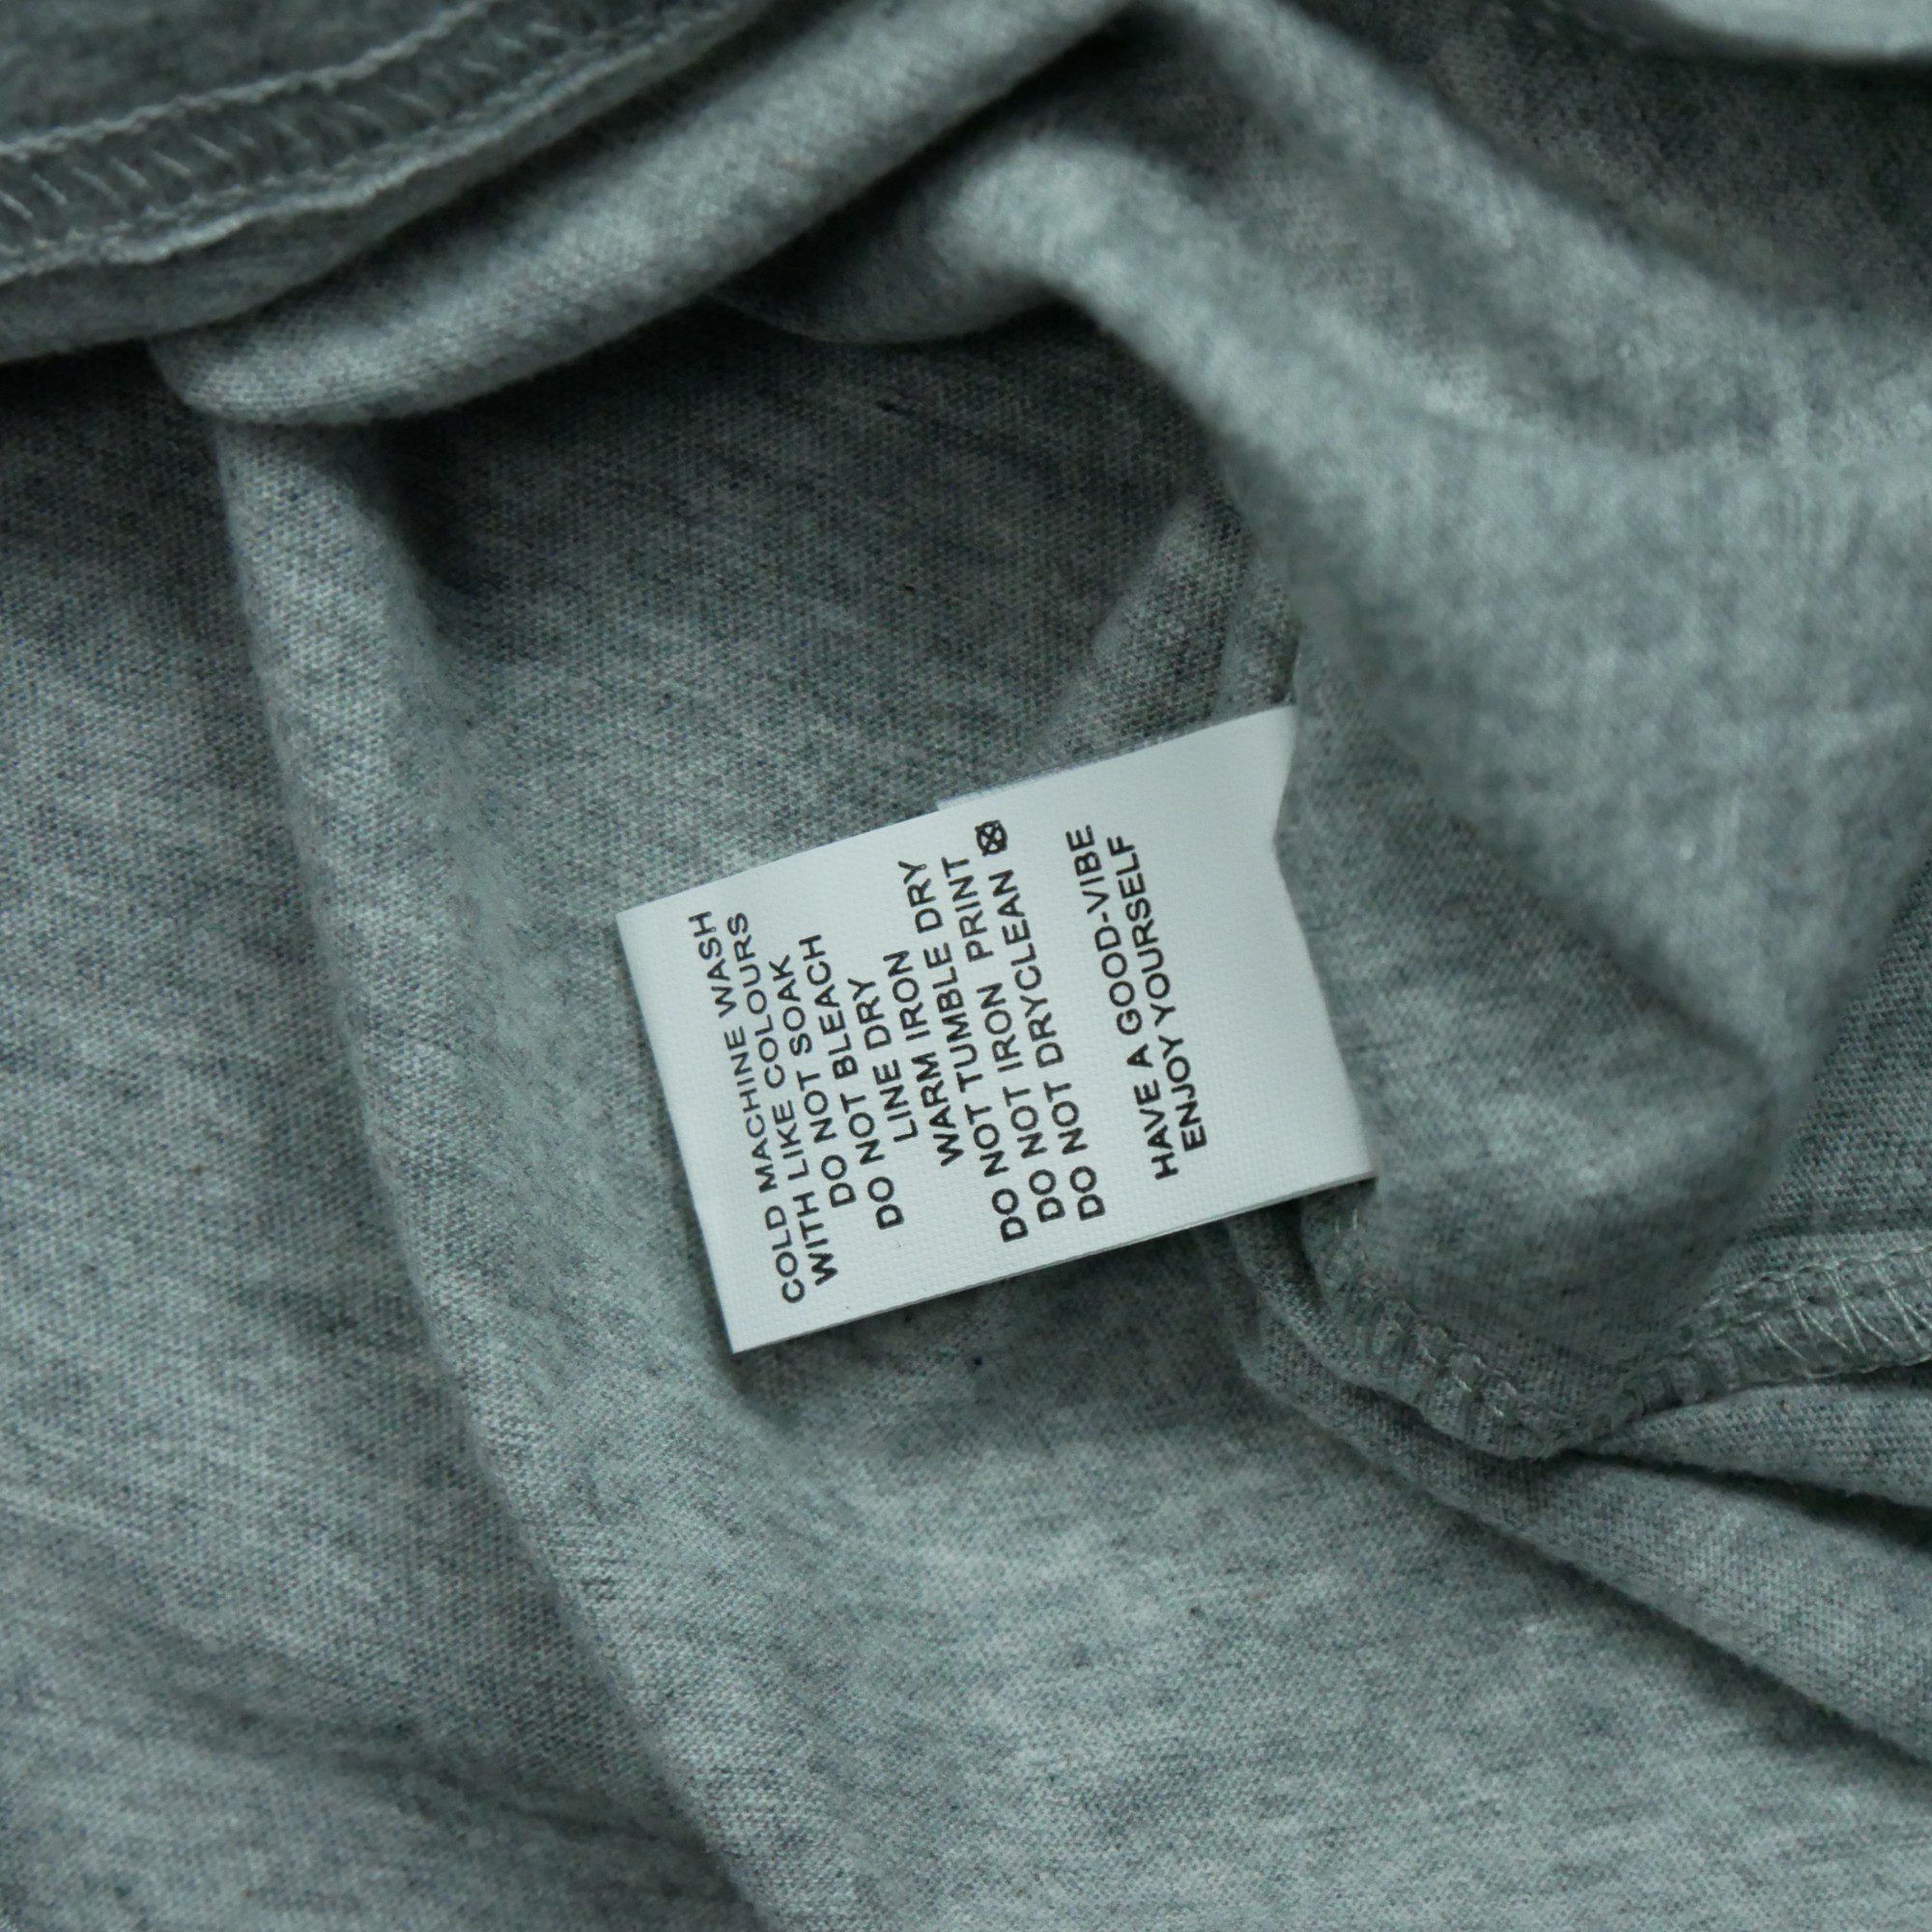 COLD MACHINE WASH
WITH LIKE COLOURS
DO NOT SOAK
DO NOT BLEACH
DO NOT DRY
LINE DRY
WARM IRON
DO NOT TUMBLE DRY
DO NOT IRON PRINT
DO NOT DRYCLEAN
HAVE A GOOD-VIBE
ENJOY YOURSELF